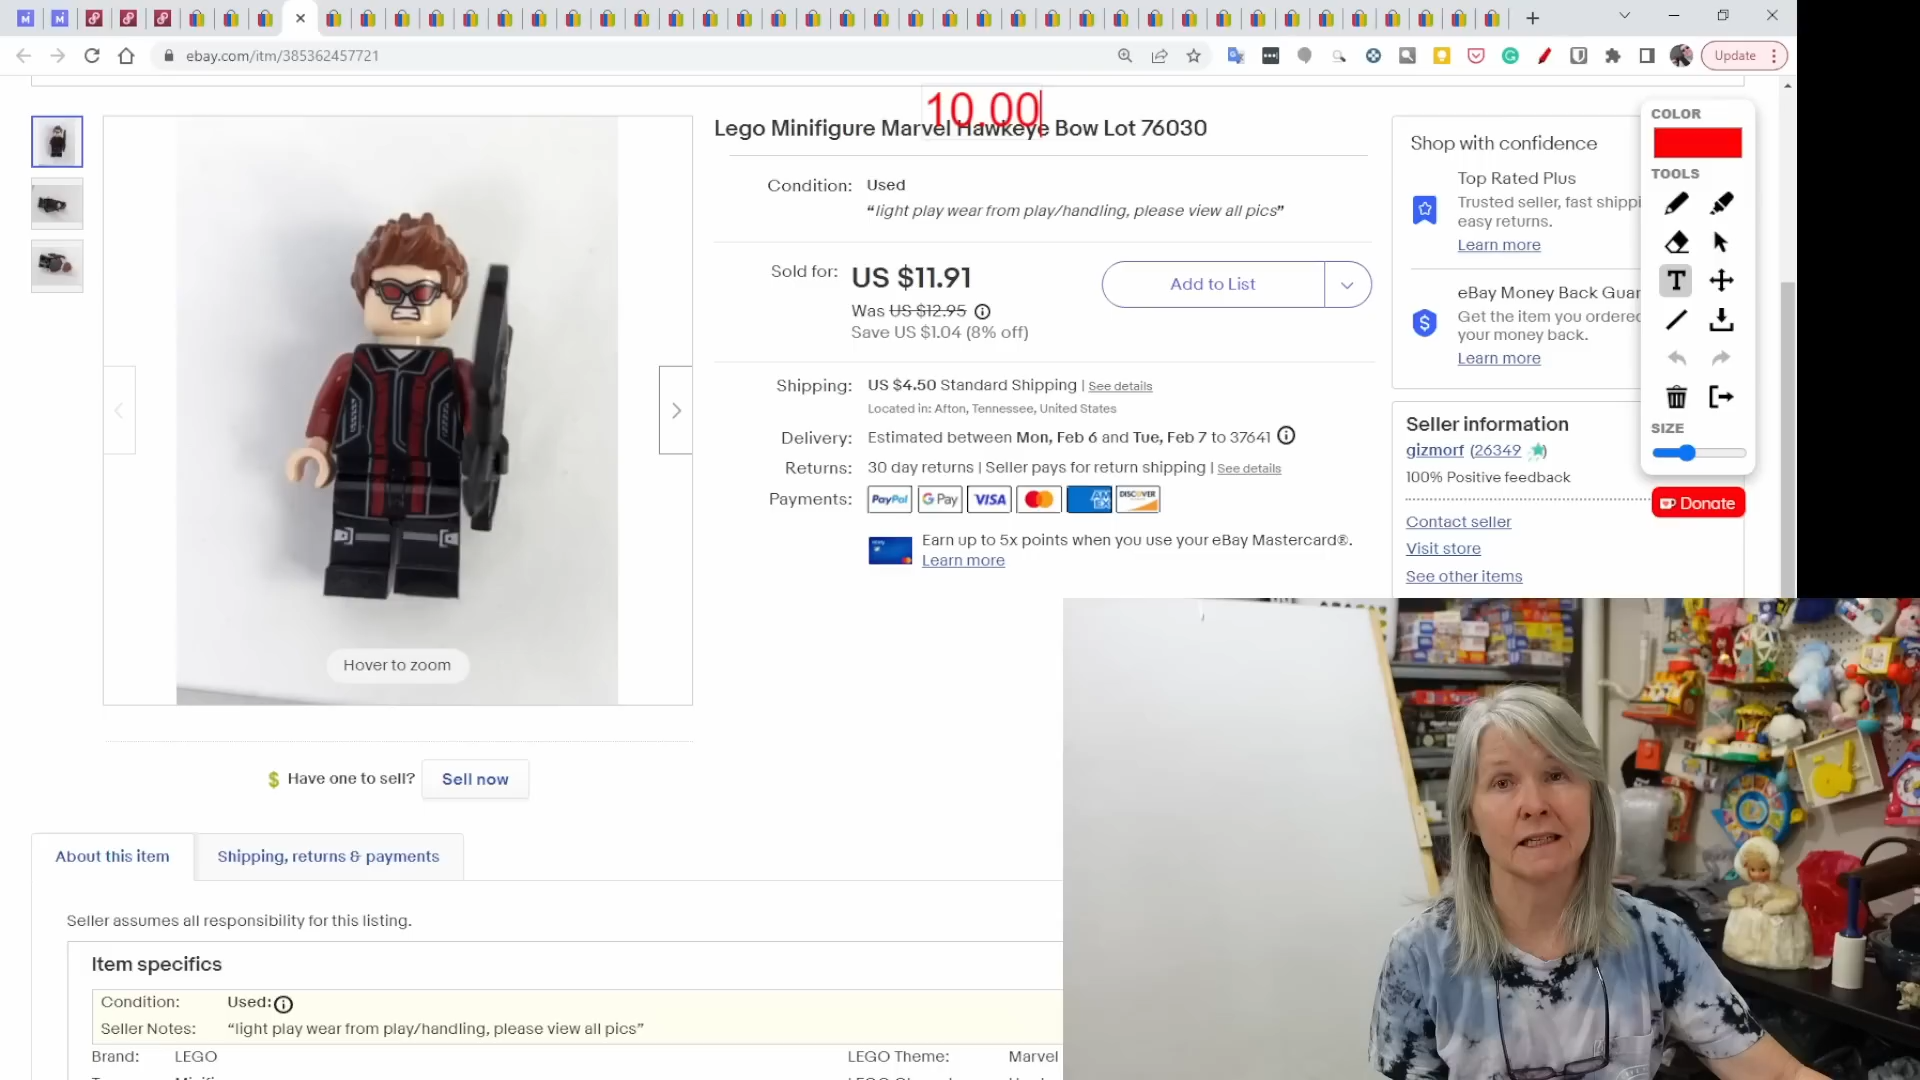 ebay.com/itm/385362457721
Update
10.00
Lego Minifigure Marvel Hawkeye Bow Lot 76030
Condition: Used
“light play wear from play/handling, please view all pics”
Sold for: US $11.91
Add to List
Was US $12.95
Save US $1.04 (8% off)
Shipping: US $4.50 Standard Shipping | See details
Located in: Afton, Tennessee, United States
Delivery: Estimated between Mon, Feb 6 and Tue, Feb 7 to 37641
Returns: 30 day returns | Seller pays for return shipping | See details
Payments: PayPal G Pay VISA AM EX DISCOVER
Earn up to 5x points when you use your eBay Mastercard®.
Learn more
Hover to zoom
Have one to sell? Sell now
Shop with confidence
Top Rated Plus
Trusted seller, fast shippi
easy returns.
Learn more
eBay Money Back Guar
Get the item you ordered
your money back.
Learn more
Seller information
gizmorf (26349)
100% Positive feedback
Contact seller
Visit store
See other items
COLOR
TOOLS
T
SIZE
Donate
About this item
Shipping, returns & payments
Seller assumes all responsibility for this listing.
Item specifics
Condition: Used:
Seller Notes: “light play wear from play/handling, please view all pics”
Brand: LEGO
LEGO Theme: Marvel